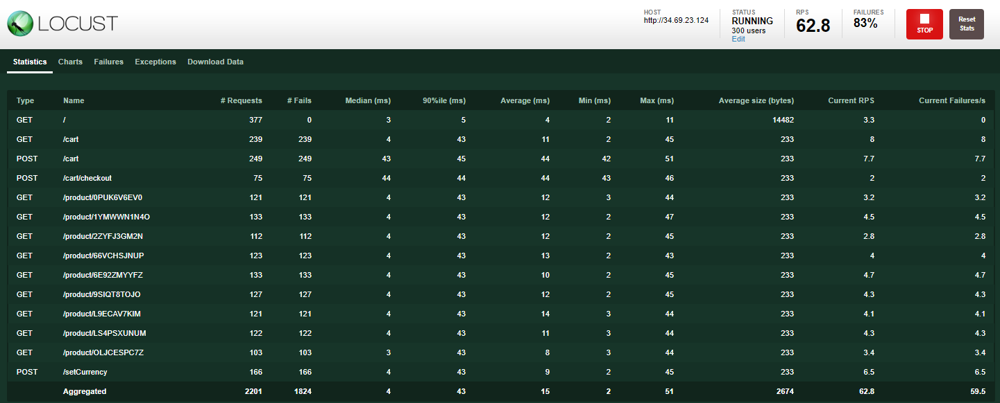 LOCUST
HOST
http://34.69.23.124
STATUS
RUNNING
300 users
Edit
RPS
62.8
FAILURES
83%
STOP
Reset
Stats
Statistics Charts Failures Exceptions Download Data
Type Name # Requests # Fails Median (ms) 90%ile (ms) Average (ms) Min (ms) Max (ms) Average size (bytes) Current RPS Current Failures/s
GET / 377 0 3 5 4 2 11 14482 3.3 0
GET /cart 239 239 4 43 11 2 45 233 8 8
POST /cart 249 249 43 45 44 42 51 233 7.7 7.7
POST /cart/checkout 75 75 44 44 44 43 46 233 2 2
GET /product/0PUK6V6EV0 121 121 4 43 12 3 44 233 3.2 3.2
GET /product/1YMWWN1N4O 133 133 4 43 12 2 47 233 4.5 4.5
GET /product/2ZYFJ3GM2N 112 112 4 43 12 2 45 233 2.8 2.8
GET /product/66VCHSJNUP 123 123 4 43 13 2 43 233 4 4
GET /product/6E92ZMYYFZ 133 133 4 43 10 2 45 233 4.7 4.7
GET /product/9SIQT8TOJO 127 127 4 43 12 2 45 233 4.3 4.3
GET /product/L9ECAV7KIM 121 121 4 43 14 3 44 233 4.1 4.1
GET /product/LS4PSXUNUM 122 122 4 43 11 3 44 233 4.3 4.3
GET /product/OLJCESPC7Z 103 103 3 43 8 3 44 233 3.4 3.4
POST /setCurrency 166 166 4 43 9 2 45 233 6.5 6.5
Aggregated 2201 1824 4 43 15 2 51 2674 62.8 59.5